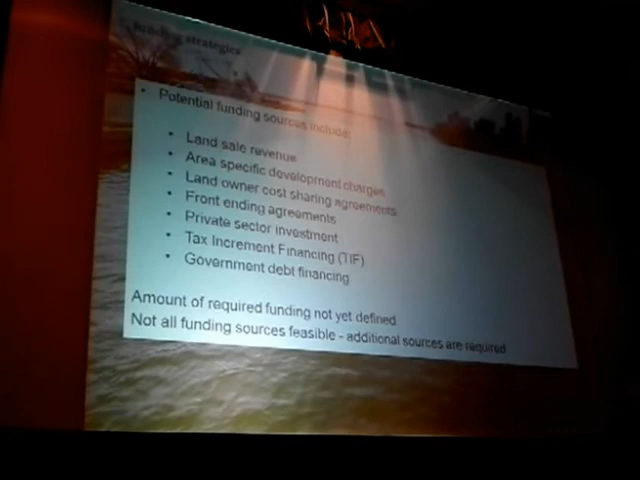 funding strategies
• Potential funding sources include:
• Land sale revenue
• Area specific development charges
• Land owner cost sharing agreements
• Front ending agreements
• Private sector investment
• Tax Increment Financing (TIF)
• Government debt financing
Amount of required funding not yet defined
Not all funding sources feasible - additional sources are required